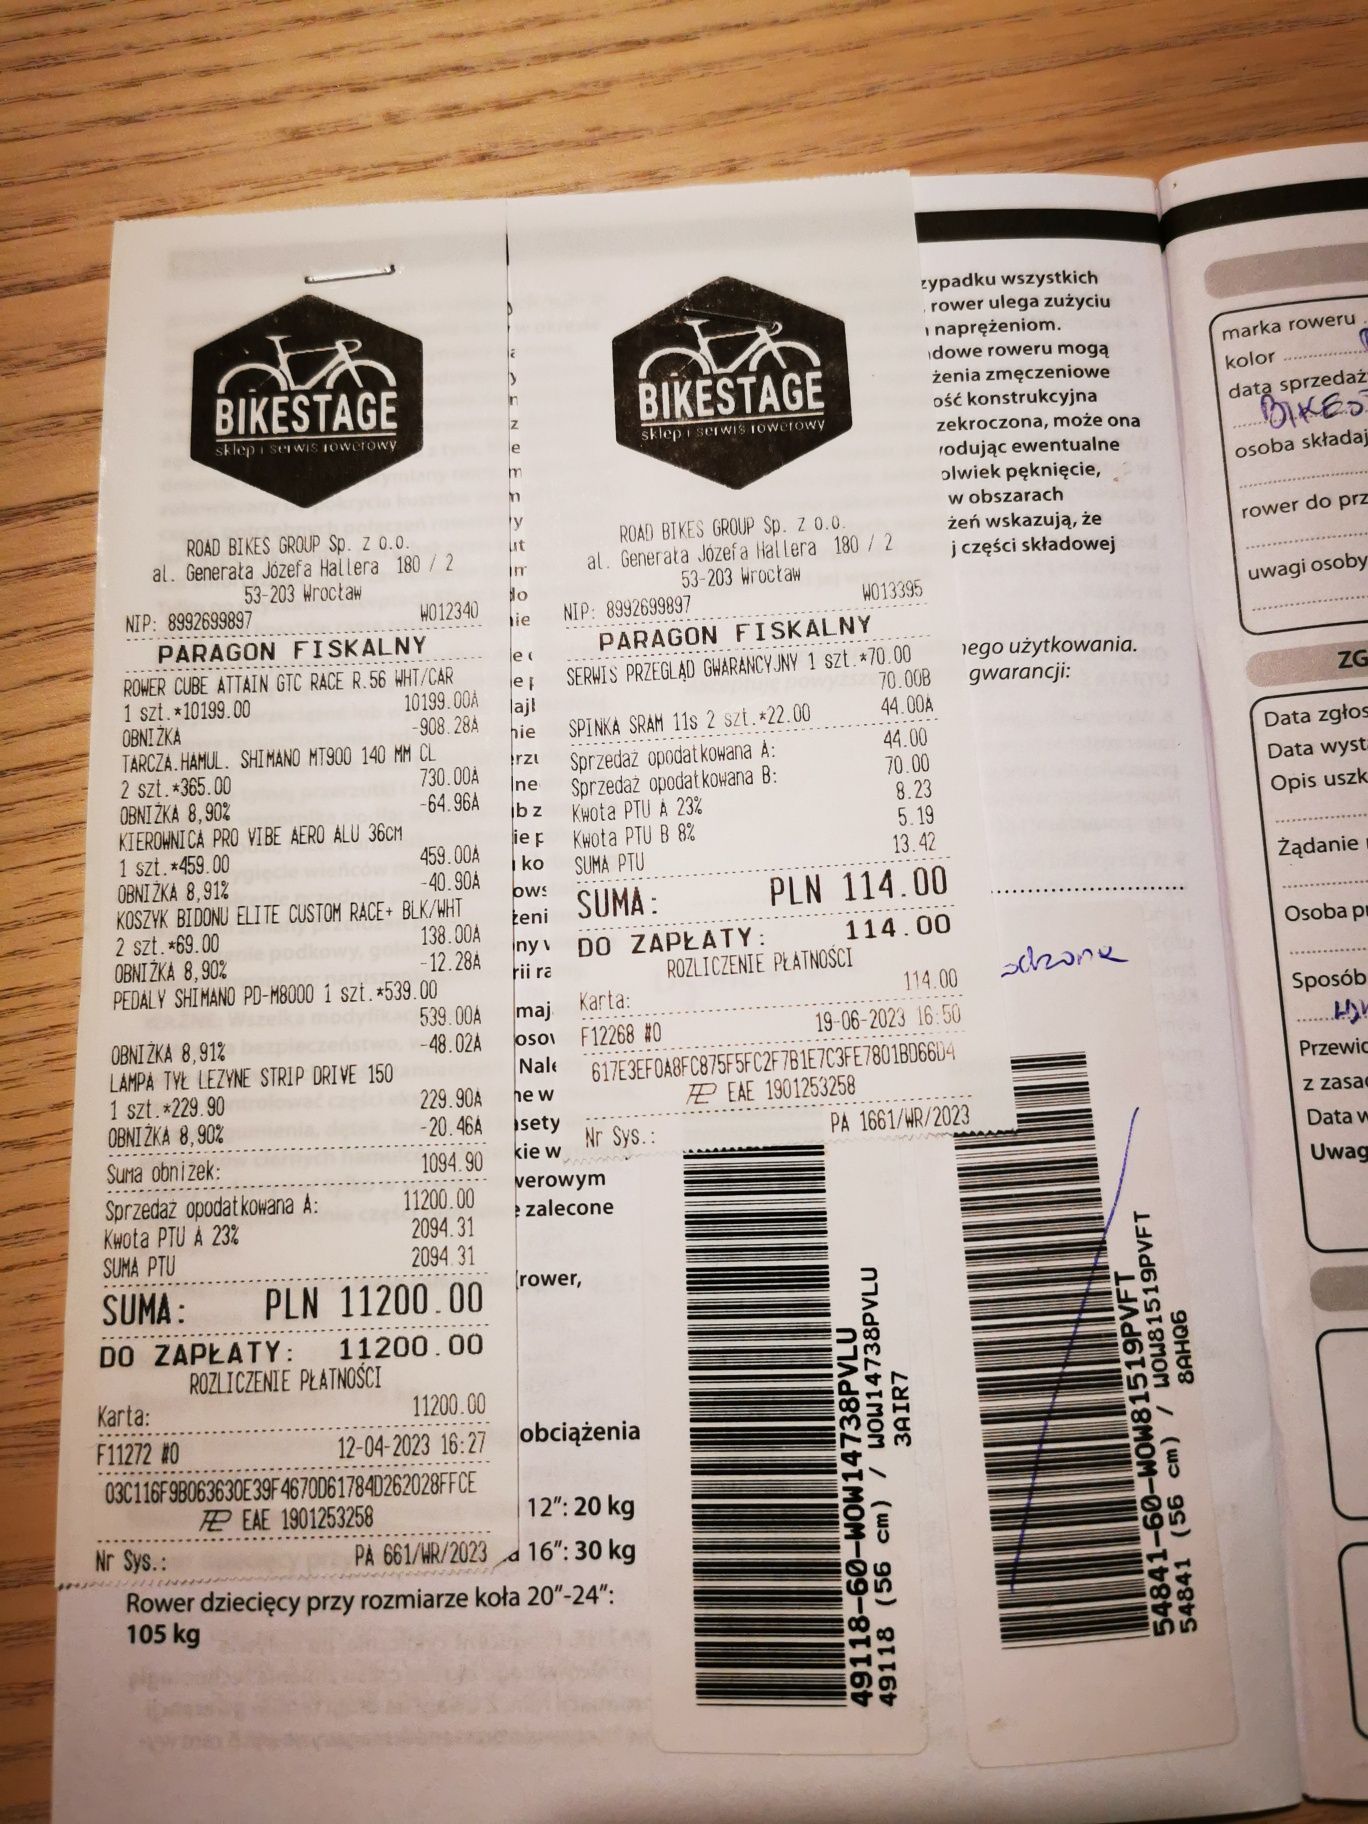 BIKESTAGE
sklep i serwis rowerowy
ROAD BIKES GROUP Sp. z o.o.
al. Generała Józefa Hallera 180 / 2
53-203 Wrocław
NIP: 8992699897 W012340
PARAGON FISKALNY
ROWER CUBE ATTAIN GTC RACE R.56 WHT/CAR
1 szt.*10199.00 10199.00A
OBNIŻKA -908.28A
TARCZA.HAMUL. SHIMANO MT900 140 MM CL
2 szt.*365.00 730.00A
OBNIŻKA 8,90% -64.96A
KIEROWNICA PRO VIBE AERO ALU 36cm
1 szt.*459.00 459.00A
OBNIŻKA 8,91% -40.90A
KOSZYK BIDONU ELITE CUSTOM RACE+ BLK/WHT
2 szt.*69.00 138.00A
OBNIŻKA 8,90% -12.28A
PEDAŁY SHIMANO PD-M8000 1 szt.*539.00
539.00A
OBNIŻKA 8,91% -48.02A
LAMPA TYŁ LEZYNE STRIP DRIVE 150
1 szt.*229.90 229.90A
OBNIŻKA 8,90% -20.46A
Suma obniżek: 1094.90
Sprzedaż opodatkowana A: 11200.00
Kwota PTU A 23% 2094.31
SUMA PTU 2094.31
SUMA: PLN 11200.00
DO ZAPŁATY: 11200.00
ROZLICZENIE PŁATNOŚCI
Karta: 11200.00
F11272 #0 12-04-2023 16:27
03C116F9B063630E39F4670D61784D262028FFCE
EAE 1901253258
Nr Sys.: PA 661/WR/2023
BIKESTAGE
sklep i serwis rowerowy
ROAD BIKES GROUP Sp. z o.o.
al. Generała Józefa Hallera 180 / 2
53-203 Wrocław
NIP: 8992699897 W013395
PARAGON FISKALNY
SERWIS PRZEGLĄD GWARANCYJNY 1 szt.*70.00
70.00B
SPINKA SRAM 11s 2 szt.*22.00 44.00A
Sprzedaż opodatkowana A: 44.00
Sprzedaż opodatkowana B: 70.00
Kwota PTU A 23% 8.23
Kwota PTU B 8% 5.19
SUMA PTU 13.42
SUMA: PLN 114.00
DO ZAPŁATY: 114.00
ROZLICZENIE PŁATNOŚCI
Karta: 114.00
F12268 #0 19-06-2023 16:50
617E3EF0A8FC875F5FC2F7B1E7C3FE7801BD66D4
EAE 1901253258
Nr Sys.: PA 1661/WR/2023
wszystkich
rower ulega zużyciu
naprężeniom.
roweru mogą
zmęczeniowe
konstrukcyjna
może ona
ewentualne
pęknięcie,
w obszarach
wskazują, że
części składowej
użytkowania.
gwarancji:
zalecone
rower,
obciążenia
12”: 20 kg
16”: 30 kg
Rower dziecięcy przy rozmiarze koła 20”-24”:
105 kg
49118-60-WOW14738PVLU
49118 (56 cm) / WOW14738PVLU
3AIR7
54841-60-WOW81519PVFT
54841 (56 cm) / WOW81519PVFT
8AHQ6
marka roweru
kolor
data
osoba
rower do
uwagi osoby
Data
Data
Opis
Żądanie
Osoba
Sposób
z
Data